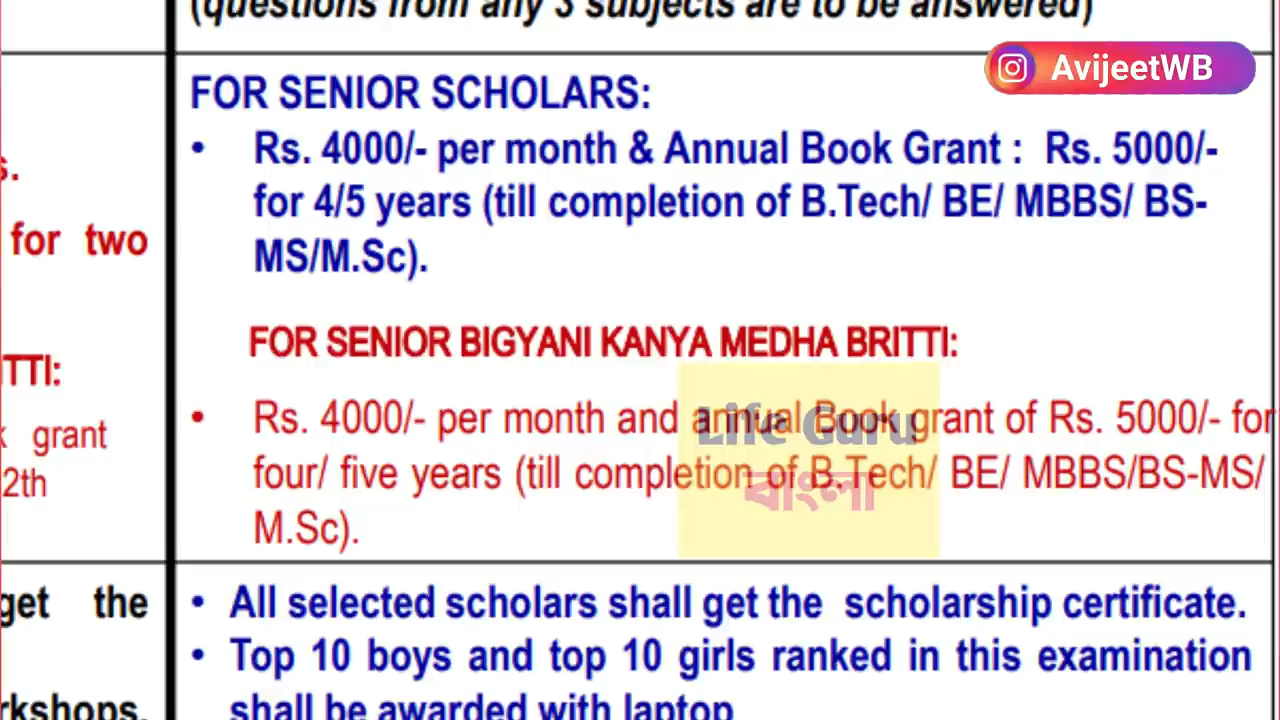 (questions from any 3 subjects are to be answered)
AvijeetWB
s.
for two
ITTI:
k grant
2th
get the
rkshops.
FOR SENIOR SCHOLARS:
• Rs. 4000/- per month & Annual Book Grant : Rs. 5000/-
for 4/5 years (till completion of B.Tech/ BE/ MBBS/ BS-
MS/M.Sc).
FOR SENIOR BIGYANI KANYA MEDHA BRITTI:
• Rs. 4000/- per month and annual Book grant of Rs. 5000/- for
four/ five years (till completion of B.Tech/ BE/ MBBS/BS-MS/
M.Sc).
Life Guru
বাংলা
• All selected scholars shall get the scholarship certificate.
• Top 10 boys and top 10 girls ranked in this examination
shall be awarded with laptop